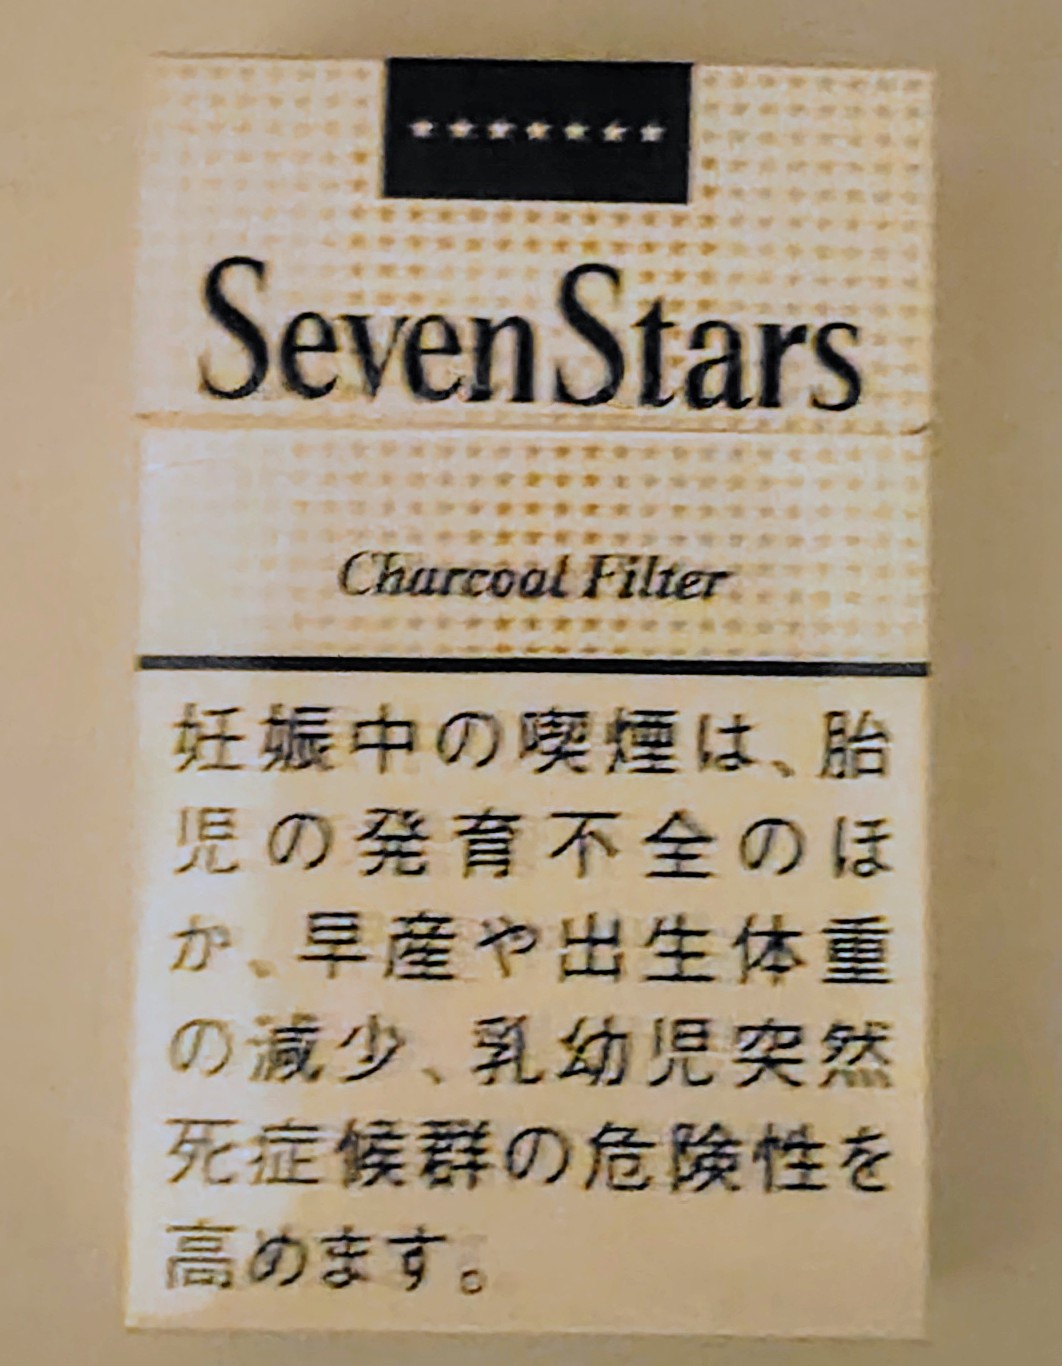 ★★★★★★★
SevenStars
Charcoal Filter
妊娠中の喫煙は、胎
児の発育不全のほ
か、早産や出生体重
の減少、乳幼児突然
死症候群の危険性を
高めます。